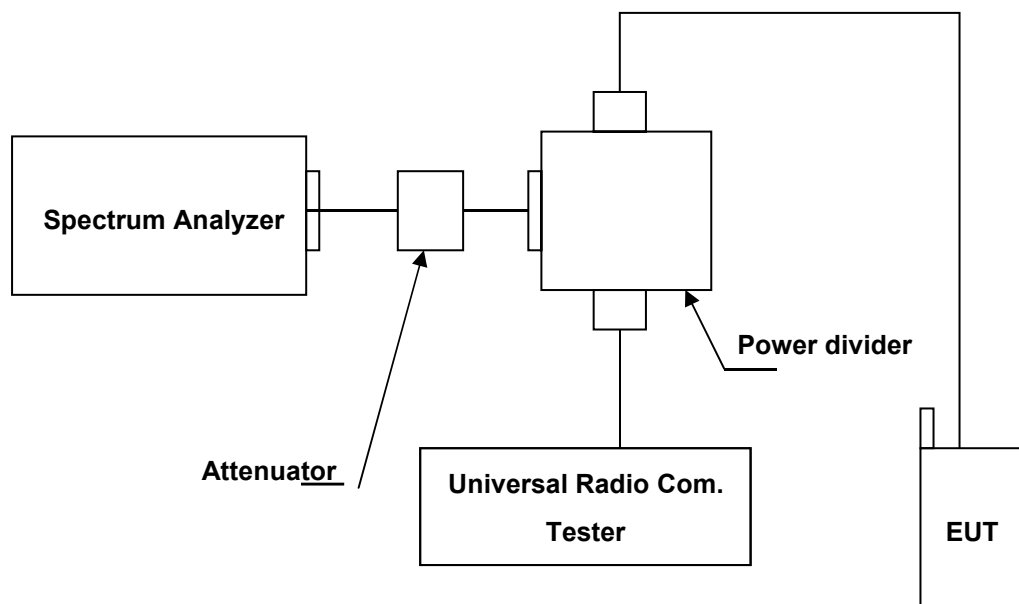 Spectrum Analyzer
Power divider
Attenuator
Universal Radio Com.
Tester
EUT